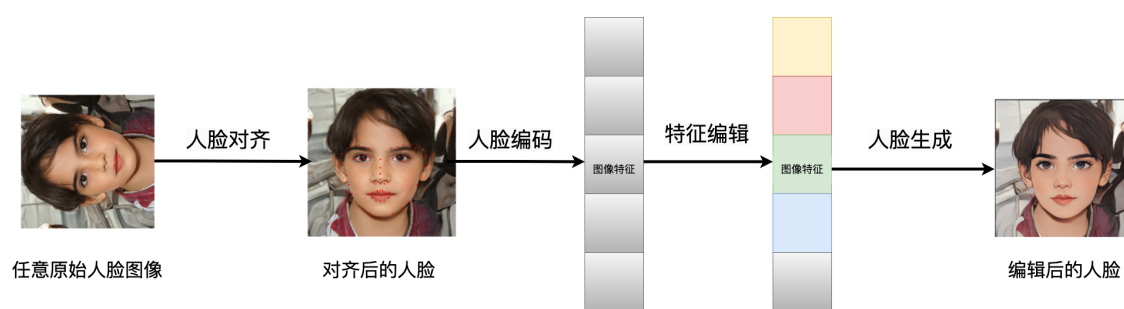 人脸对齐
人脸编码
特征编辑
人脸生成
图像特征
图像特征
任意原始人脸图像
对齐后的人脸
编辑后的人脸